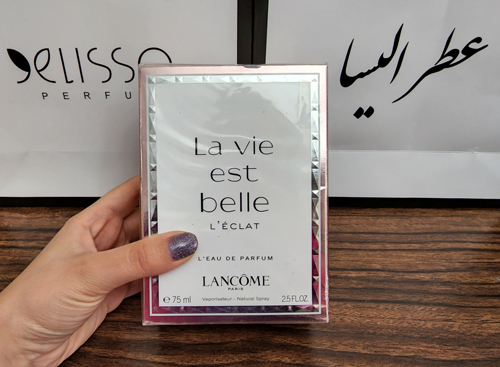 eLISSO
PERFU
عطر الیسا
La vie
est
belle
L'ÉCLAT
L'EAU DE PARFUM
LANCÔME
PARIS
℮ 75 ml Vaporisateur - Natural Spray 2.5 FL.OZ.